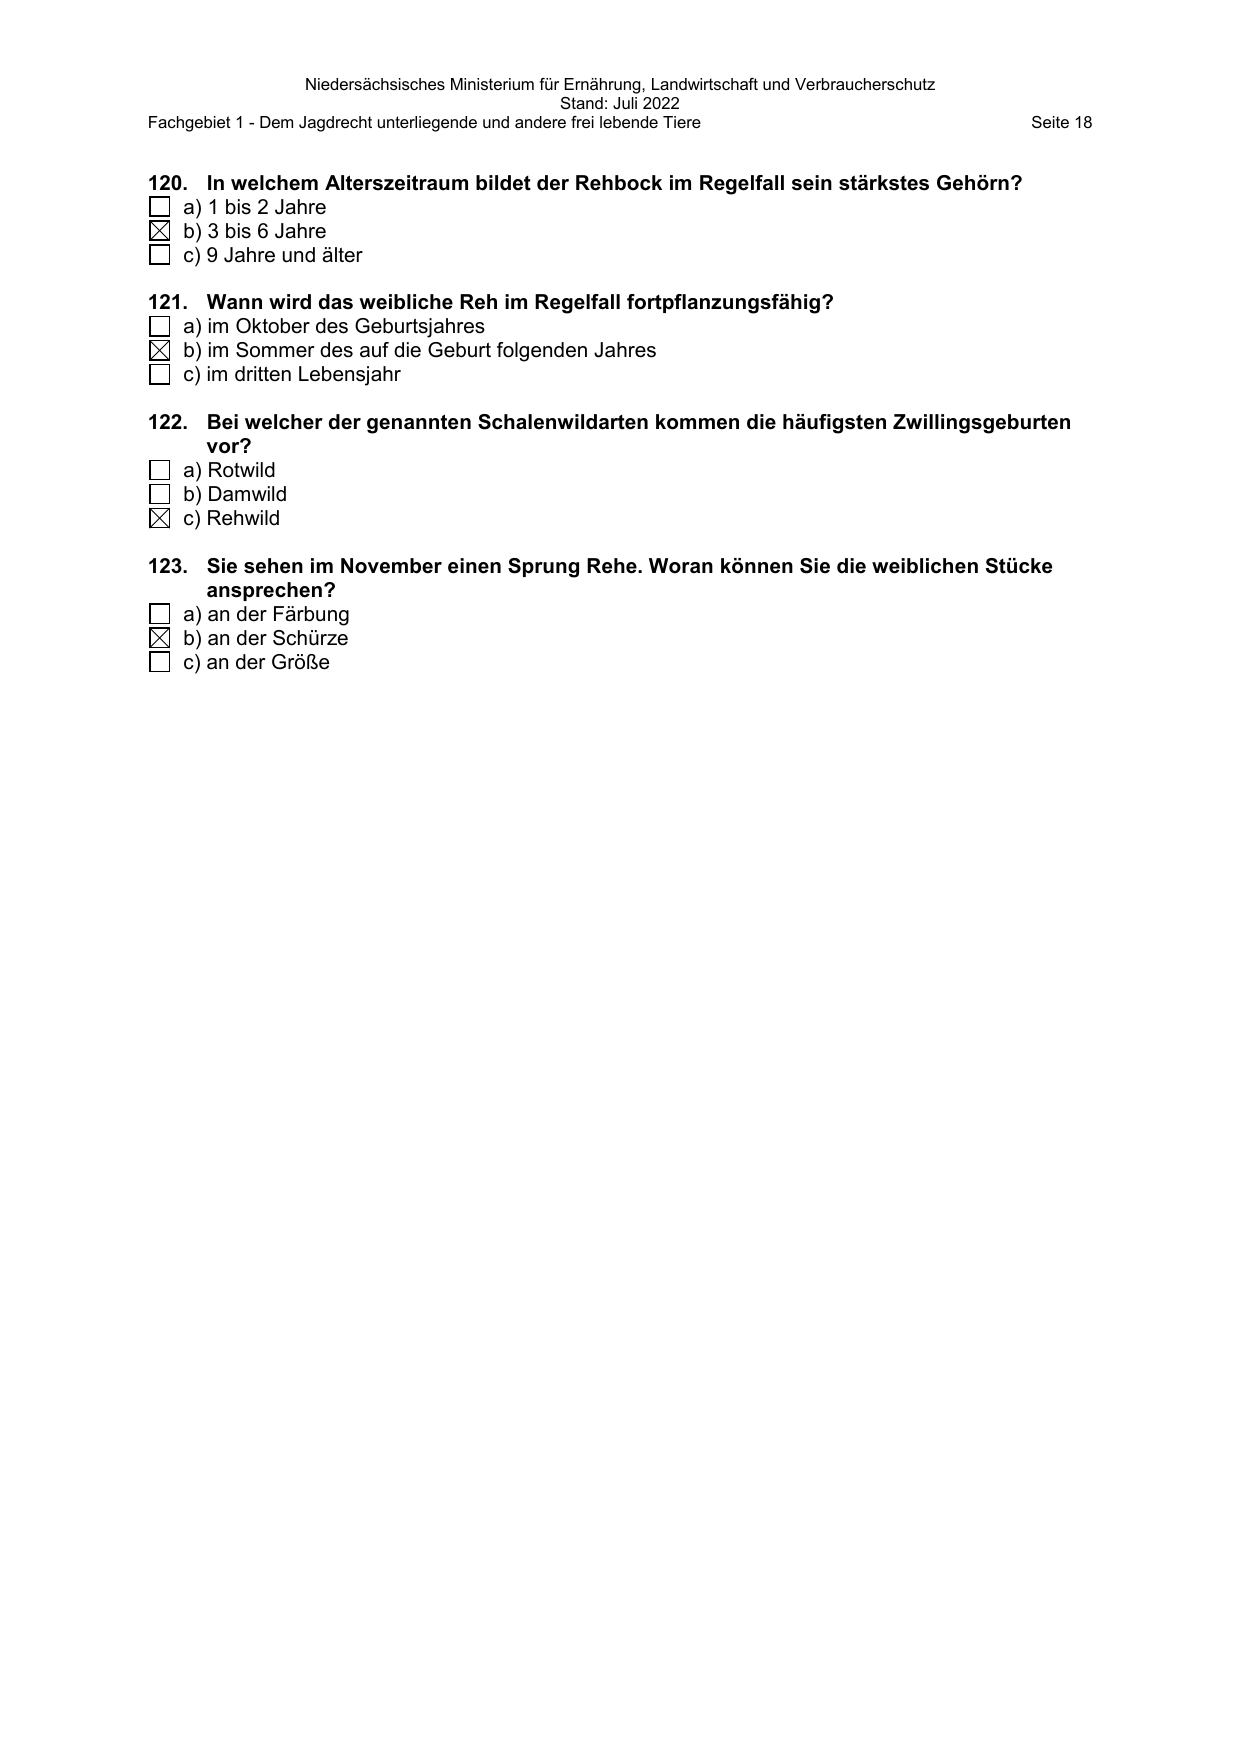 Niedersächsisches Ministerium für Ernährung, Landwirtschaft und Verbraucherschutz
Stand: Juli 2022
Fachgebiet 1 - Dem Jagdrecht unterliegende und andere frei lebende Tiere Seite 18
120. In welchem Alterszeitraum bildet der Rehbock im Regelfall sein stärkstes Gehörn?
☐ a) 1 bis 2 Jahre
☒ b) 3 bis 6 Jahre
☐ c) 9 Jahre und älter
121. Wann wird das weibliche Reh im Regelfall fortpflanzungsfähig?
☐ a) im Oktober des Geburtsjahres
☒ b) im Sommer des auf die Geburt folgenden Jahres
☐ c) im dritten Lebensjahr
122. Bei welcher der genannten Schalenwildarten kommen die häufigsten Zwillingsgeburten
vor?
☐ a) Rotwild
☐ b) Damwild
☒ c) Rehwild
123. Sie sehen im November einen Sprung Rehe. Woran können Sie die weiblichen Stücke
ansprechen?
☐ a) an der Färbung
☒ b) an der Schürze
☐ c) an der Größe